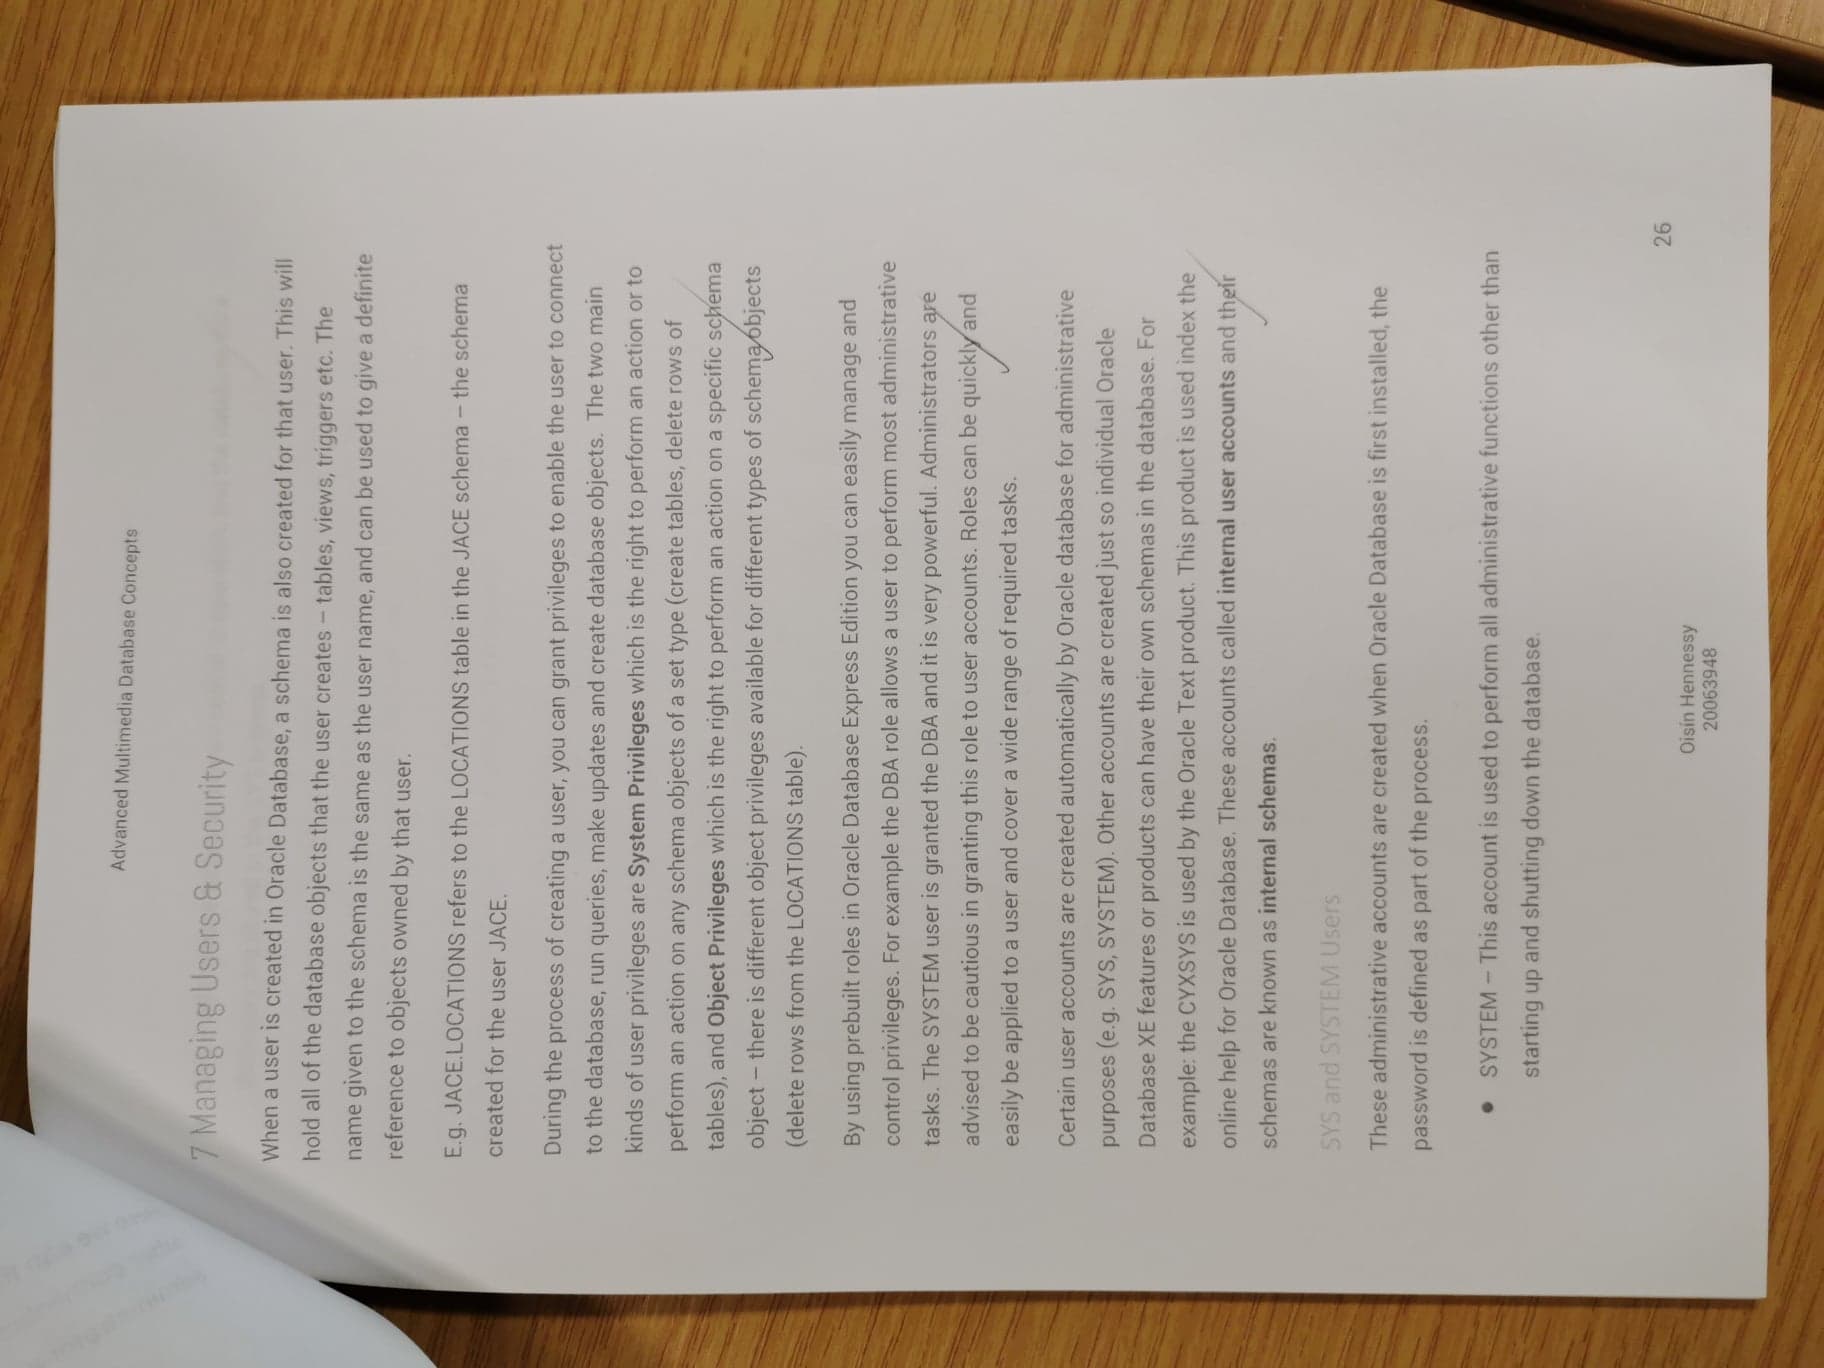 Advanced Multimedia Database Concepts
7 Managing Users & Security
When a user is created in Oracle Database, a schema is also created for that user. This will
hold all of the database objects that the user creates – tables, views, triggers etc. The
name given to the schema is the same as the user name, and can be used to give a definite
reference to objects owned by that user.
E.g. JACE.LOCATIONS refers to the LOCATIONS table in the JACE schema – the schema
created for the user JACE.
During the process of creating a user, you can grant privileges to enable the user to connect
to the database, run queries, make updates and create database objects.  The two main
kinds of user privileges are System Privileges which is the right to perform an action or to
perform an action on any schema objects of a set type (create tables, delete rows of
tables), and Object Privileges which is the right to perform an action on a specific schema
object – there is different object privileges available for different types of schema objects
(delete rows from the LOCATIONS table).
By using prebuilt roles in Oracle Database Express Edition you can easily manage and
control privileges. For example the DBA role allows a user to perform most administrative
tasks. The SYSTEM user is granted the DBA and it is very powerful. Administrators are
advised to be cautious in granting this role to user accounts. Roles can be quickly and
easily be applied to a user and cover a wide range of required tasks.
Certain user accounts are created automatically by Oracle database for administrative
purposes (e.g. SYS, SYSTEM). Other accounts are created just so individual Oracle
Database XE features or products can have their own schemas in the database. For
example: the CYXSYS is used by the Oracle Text product. This product is used index the
online help for Oracle Database. These accounts called internal user accounts and their
schemas are known as internal schemas.
SYS and SYSTEM Users
These administrative accounts are created when Oracle Database is first installed, the
password is defined as part of the process.
• SYSTEM – This account is used to perform all administrative functions other than
starting up and shutting down the database.
26
Oisín Hennessy
20063948